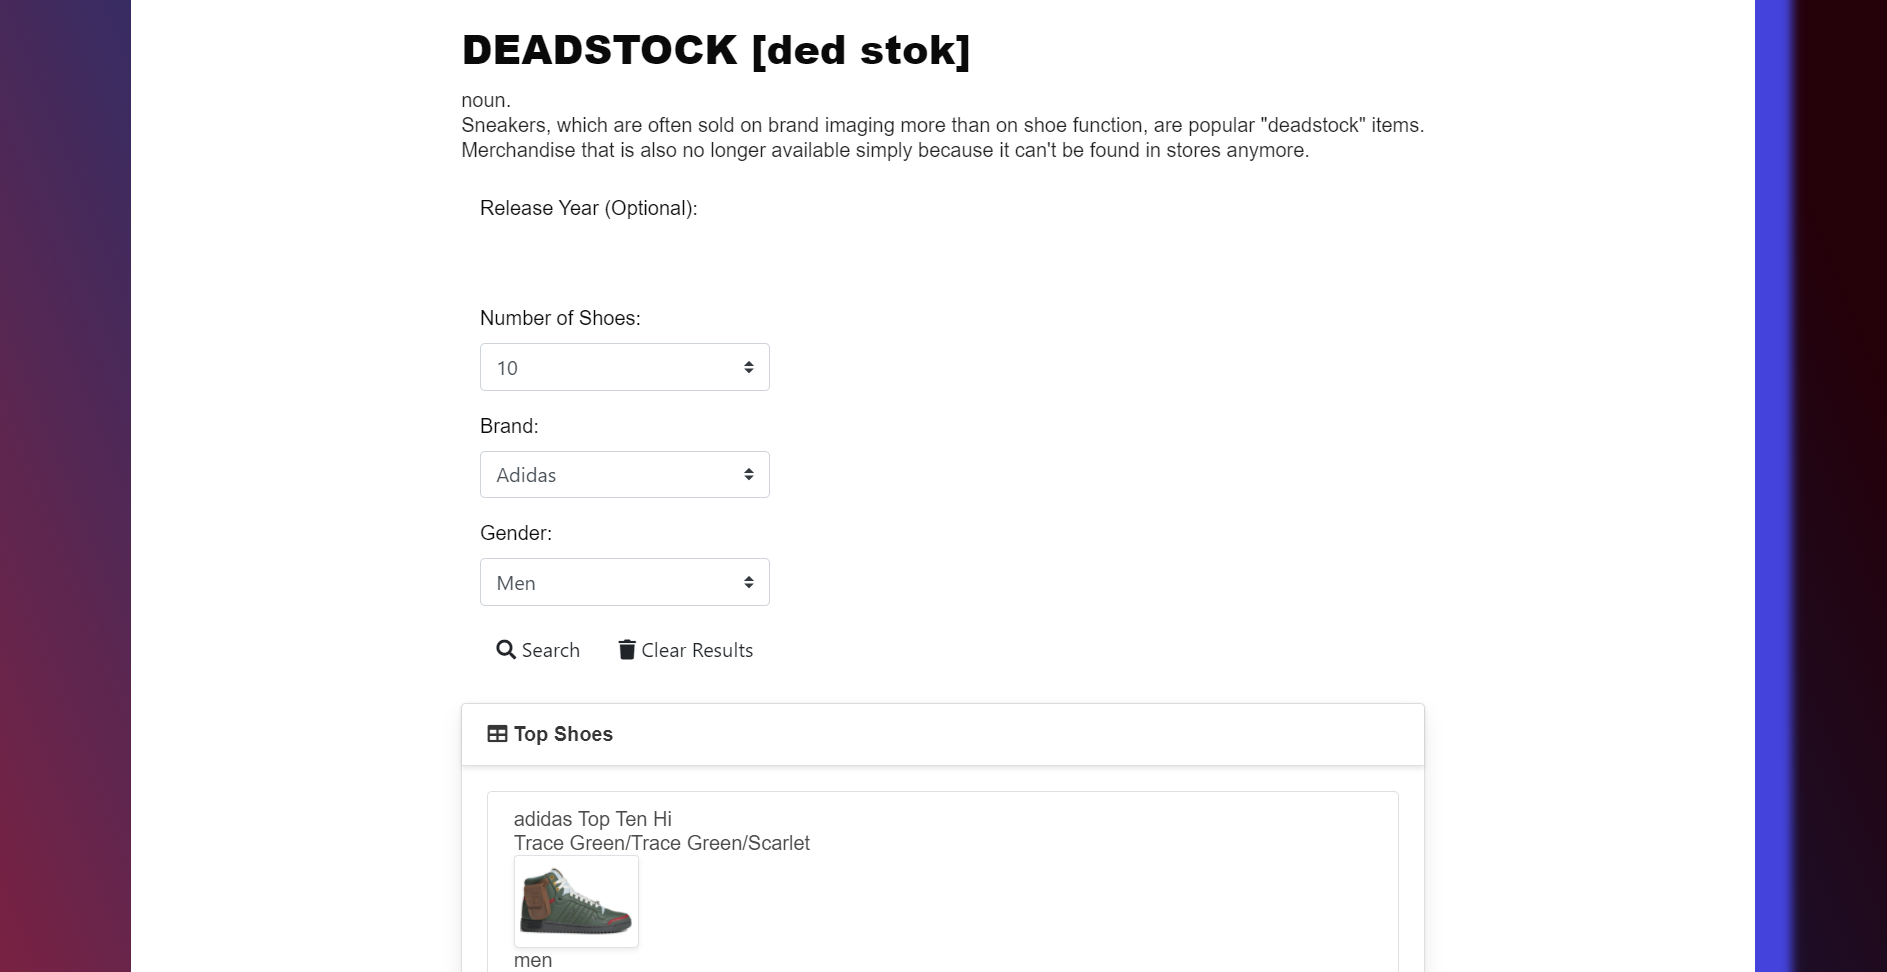 DEADSTOCK [ded stok]
noun.
Sneakers, which are often sold on brand imaging more than on shoe function, are popular "deadstock" items.
Merchandise that is also no longer available simply because it can't be found in stores anymore.
Release Year (Optional):
Number of Shoes:
10
Brand:
Adidas
Gender:
Men
Search Clear Results
Top Shoes
adidas Top Ten Hi
Trace Green/Trace Green/Scarlet
men